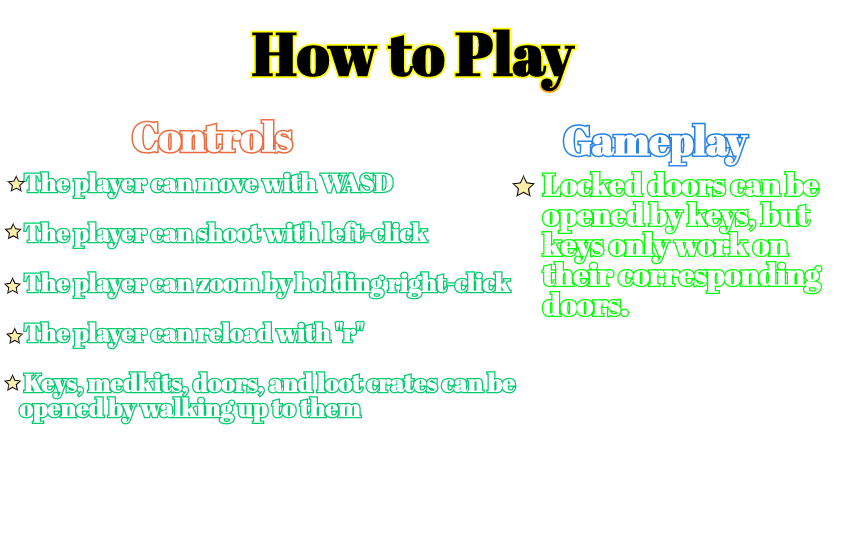 How to Play
Controls
The player can move with WASD
The player can shoot with left-click
The player can zoom by holding right-click
The player can reload with "r"
Keys, medkits, doors, and loot crates can be
opened by walking up to them
Gameplay
Locked doors can be
opened by keys, but
keys only work on
their corresponding
doors.